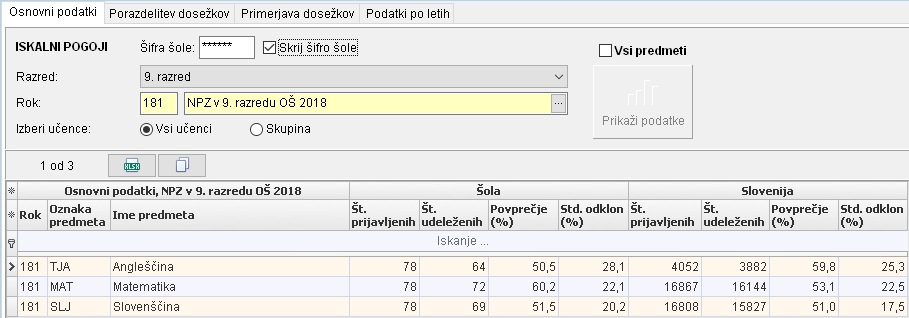 Osnovni podatki Porazdelitev dosežkov Primerjava dosežkov Podatki po letih
ISKALNI POGOJI Šifra šole: ****** Skrij šifro šole Vsi predmeti
Razred: 9. razred
Rok: 181 NPZ v 9. razredu OŠ 2018 ... Prikaži podatke
Izberi učence: Vsi učenci Skupina
1 od 3 XLSX
Osnovni podatki, NPZ v 9. razredu OŠ 2018 Šola Slovenija
Rok Oznaka predmeta Ime predmeta Št. prijavljenih Št. udeleženih Povprečje (%) Std. odklon (%) Št. prijavljenih Št. udeleženih Povprečje (%) Std. odklon (%)
Iskanje ...
181 TJA Angleščina 78 64 50,5 28,1 4052 3882 59,8 25,3
181 MAT Matematika 78 72 60,2 22,1 16867 16144 53,1 22,5
181 SLJ Slovenščina 78 69 51,5 20,2 16808 15827 51,0 17,5